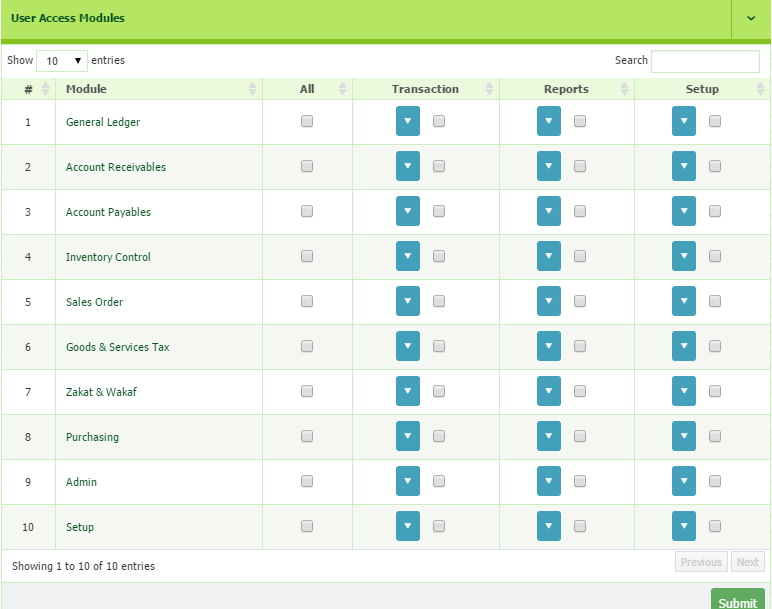 User Access Modules
Show 10 entries Search
# Module All Transaction Reports Setup
1 General Ledger
2 Account Receivables
3 Account Payables
4 Inventory Control
5 Sales Order
6 Goods & Services Tax
7 Zakat & Wakaf
8 Purchasing
9 Admin
10 Setup
Showing 1 to 10 of 10 entries Previous Next
Submit